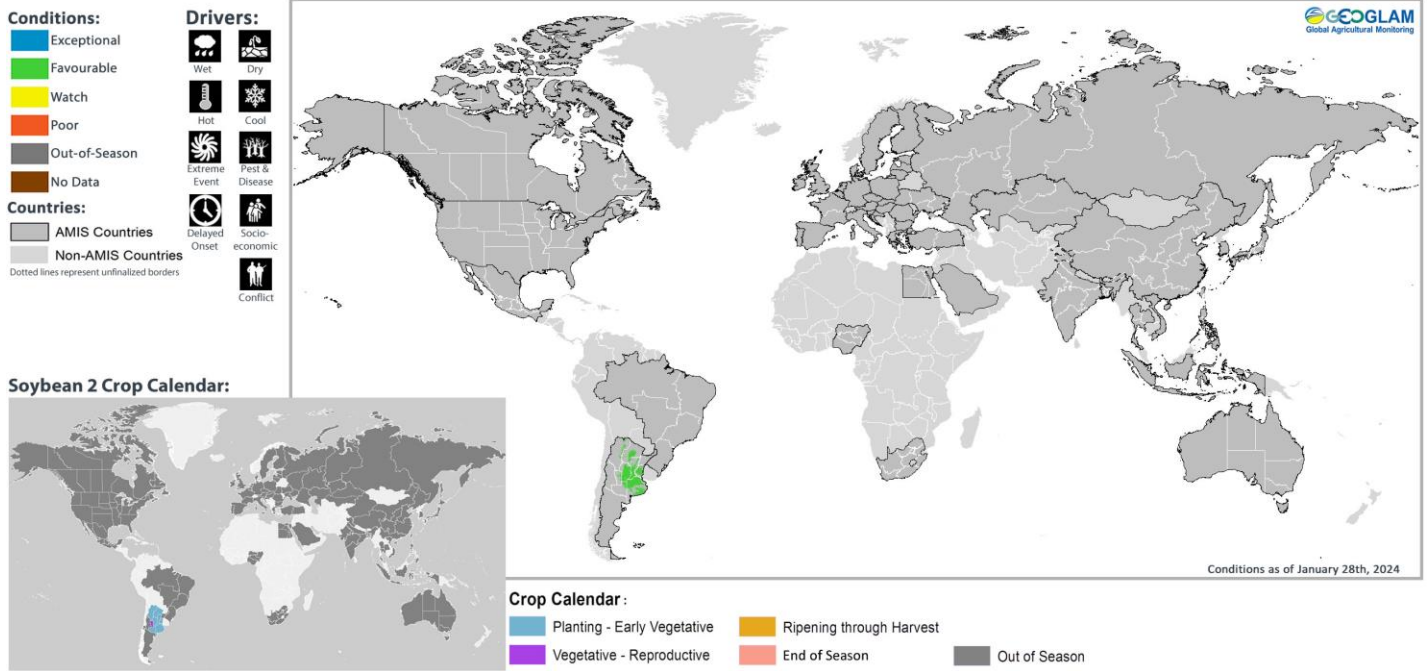 Conditions:
Exceptional
Favourable
Watch
Poor
Out-of-Season
No Data
Countries:
AMIS Countries
Non-AMIS Countries
Dotted lines represent unfinalized borders
Drivers:
Wet
Dry
Hot
Cool
Extreme
Event
Pest &
Disease
Delayed
Onset
Socio-
economic
Conflict
GEOGLAM
Global Agricultural Monitoring
Conditions as of January 28th, 2024
Soybean 2 Crop Calendar:
Crop Calendar :
Planting - Early Vegetative
Ripening through Harvest
Vegetative - Reproductive
End of Season
Out of Season